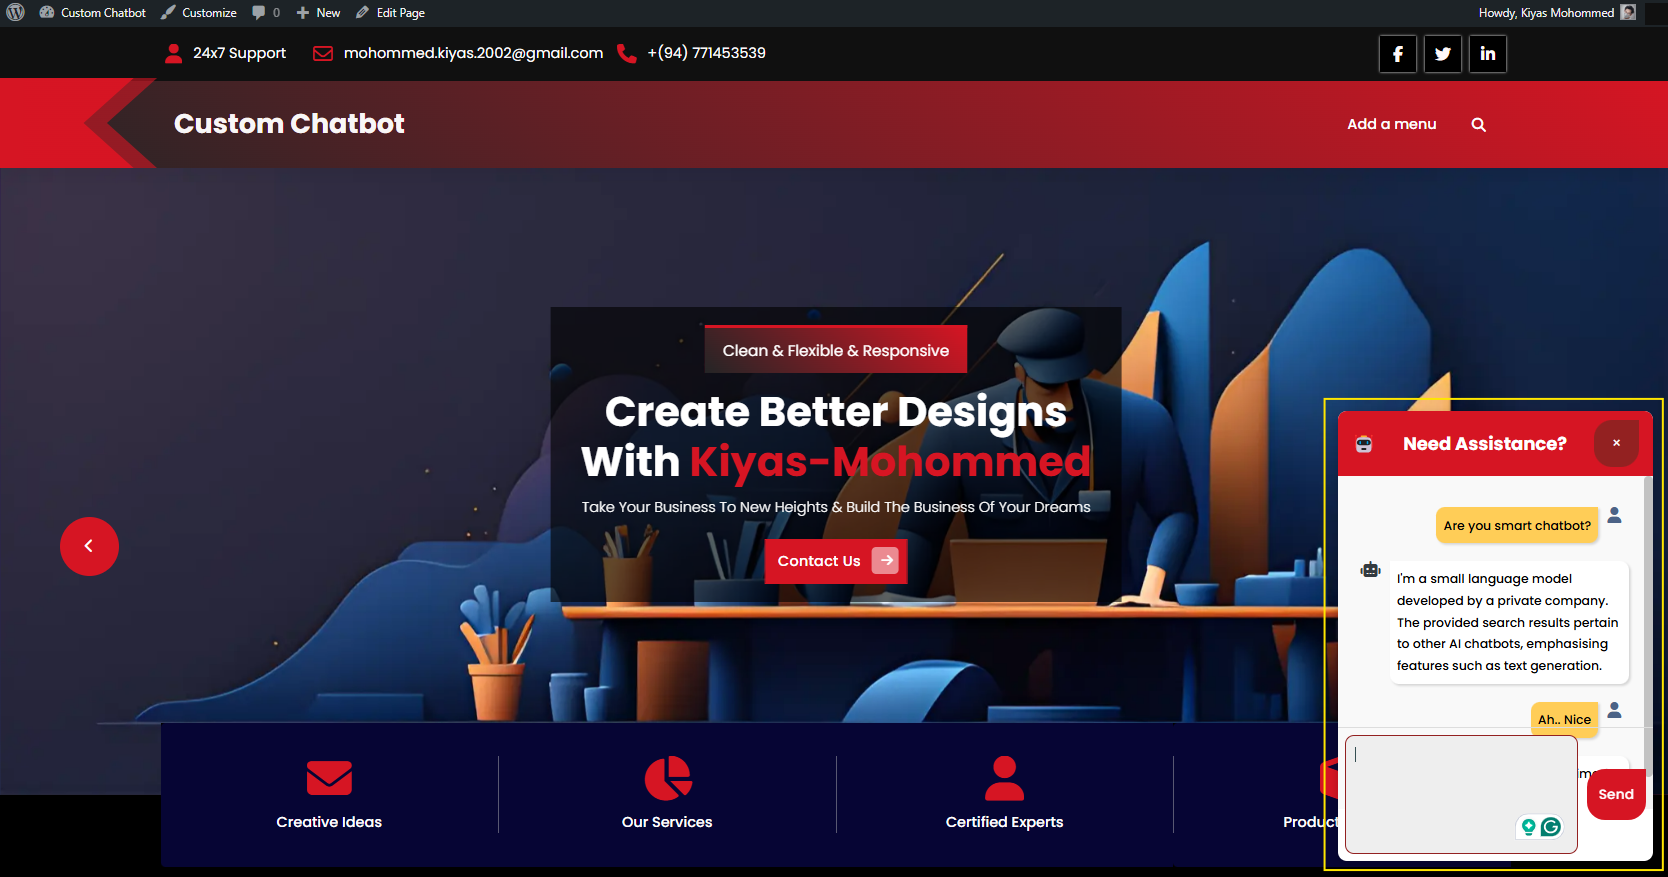 Custom Chatbot Customize 0 New Edit Page Howdy, Kiyas Mohommed
24x7 Support mohommed.kiyas.2002@gmail.com +(94) 771453539
Custom Chatbot Add a menu
Clean & Flexible & Responsive
Create Better Designs
With Kiyas-Mohommed
Take Your Business To New Heights & Build The Business Of Your Dreams
Contact Us
Creative Ideas
Our Services
Certified Experts
Need Assistance? ×
Are you smart chatbot?
I'm a small language model
developed by a private company.
The provided search results pertain
to other AI chatbots, emphasising
features such as text generation.
Ah.. Nice
Send